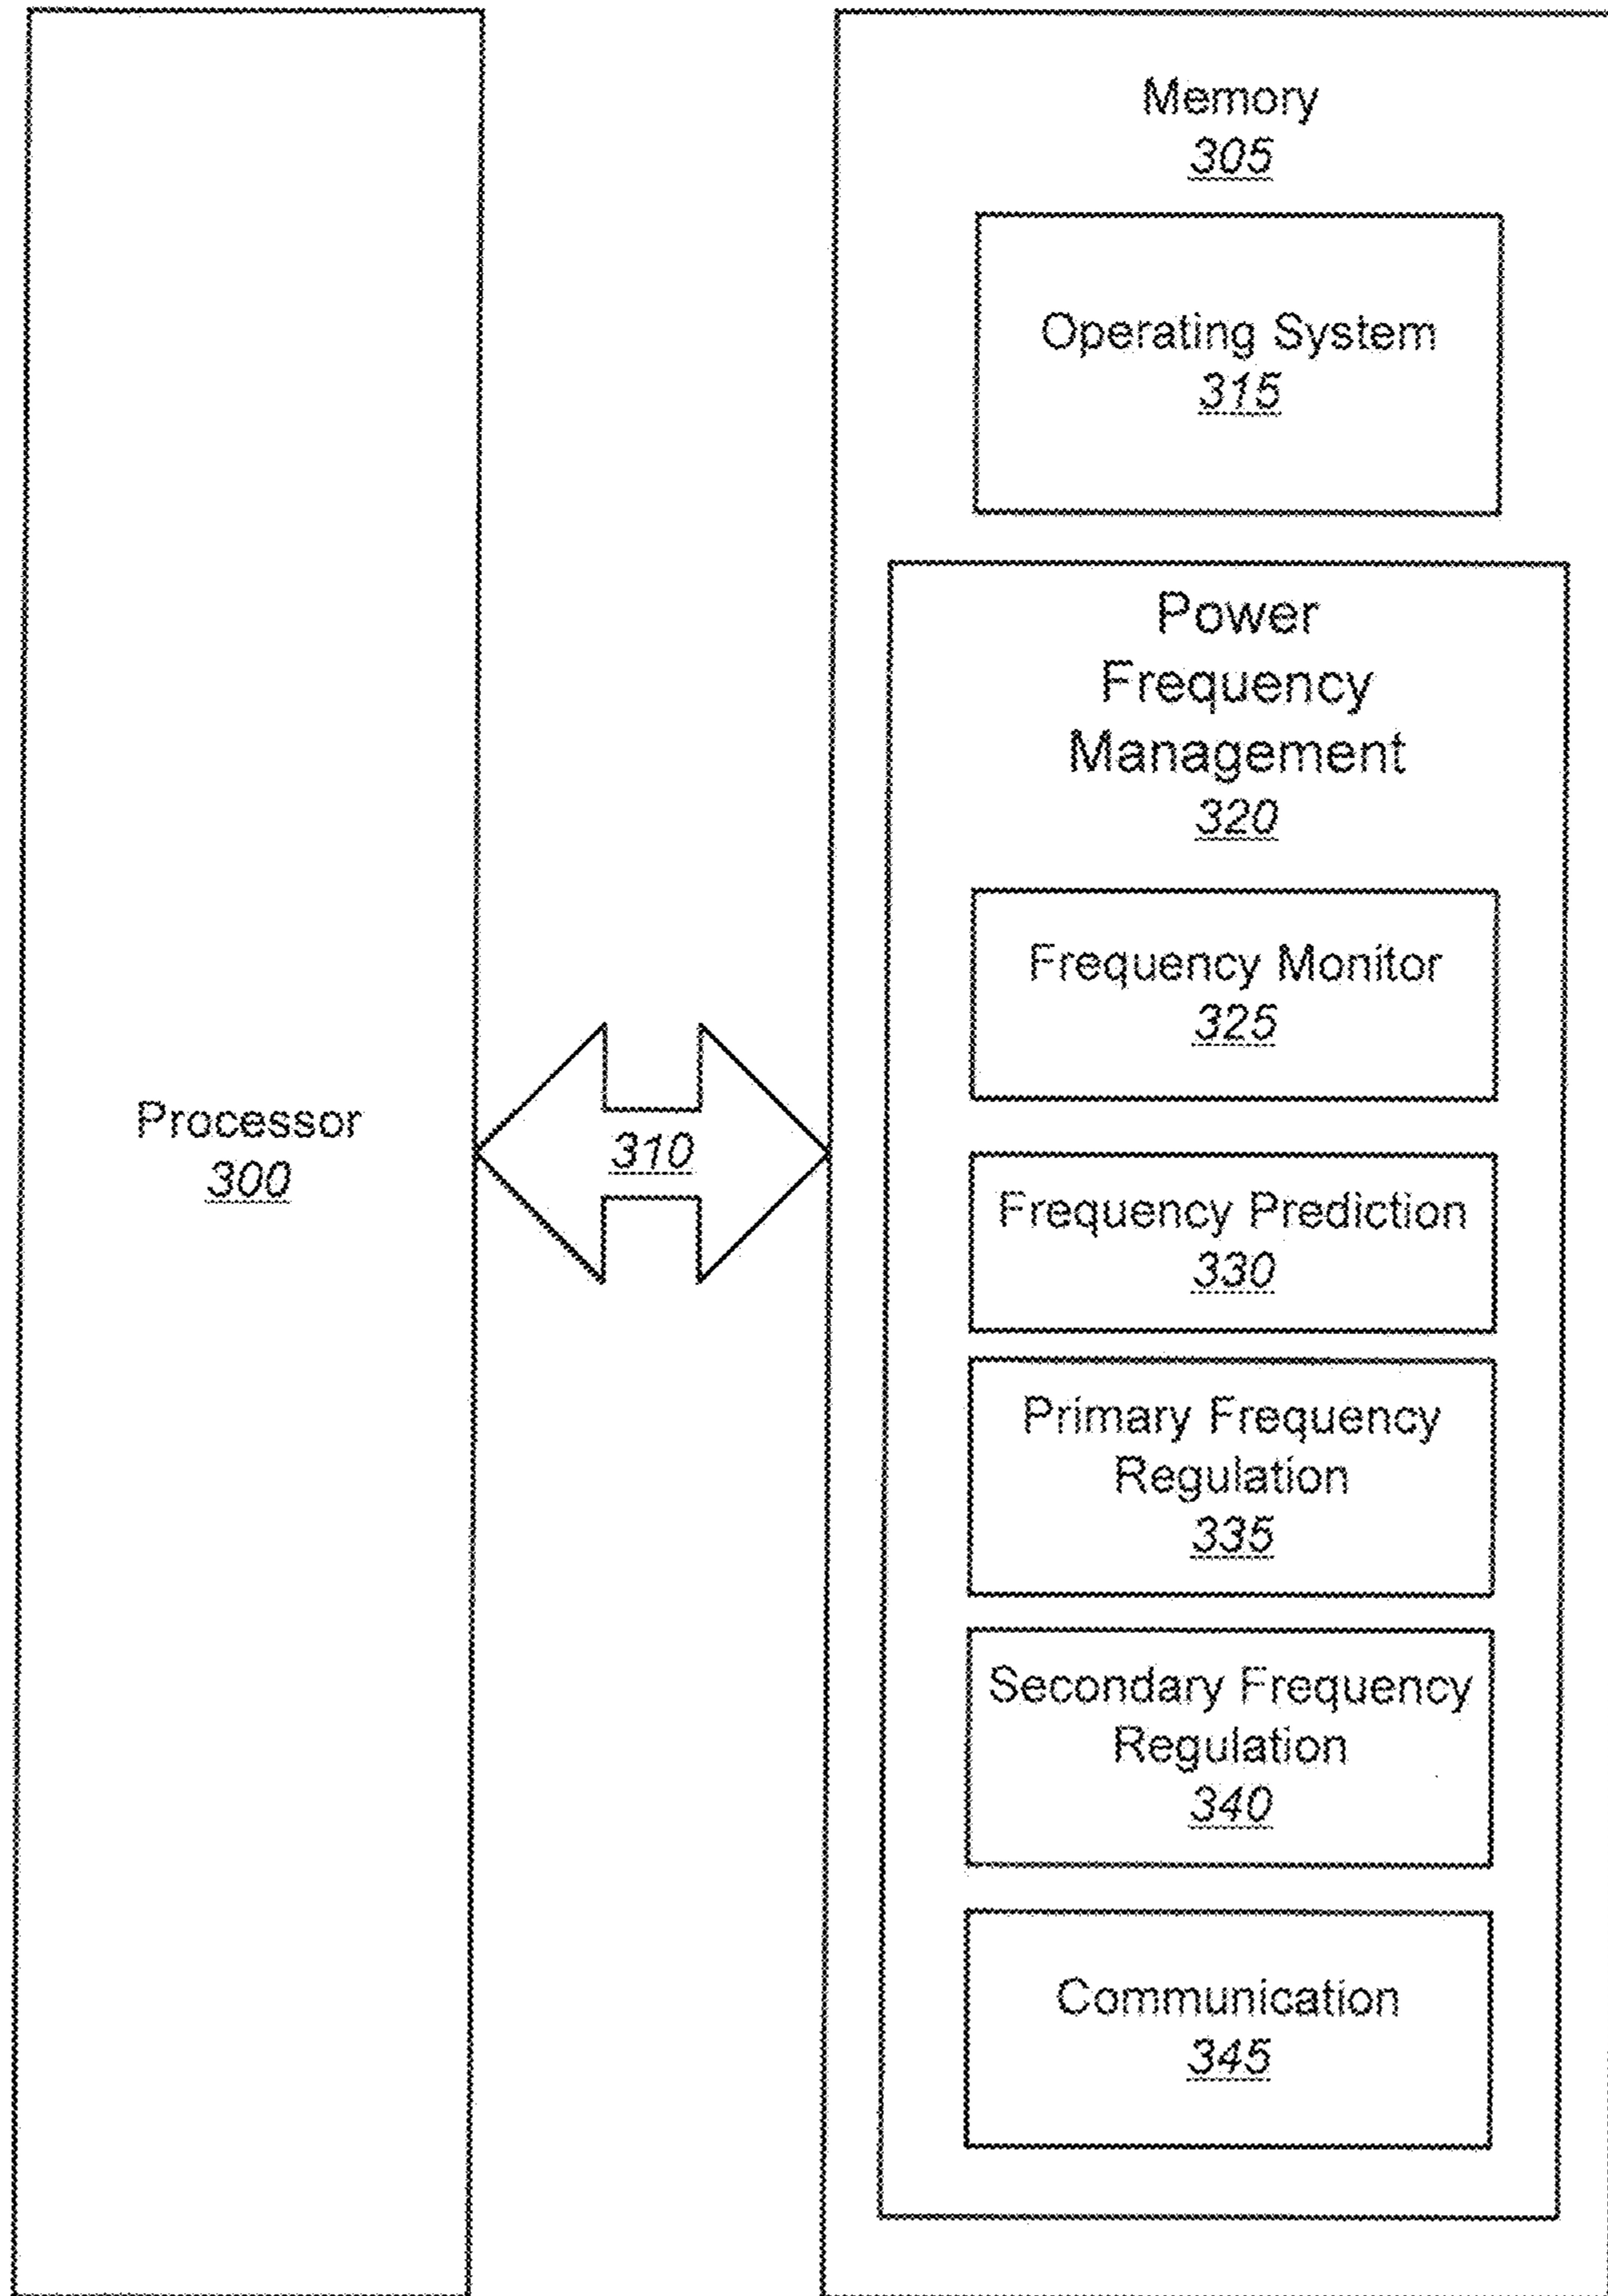 Memory
305
Operating System
315
Power
Frequency
Management
320
Frequency Monitor
325
Processor
300
310
Frequency Prediction
330
Primary Frequency
Regulation
335
Secondary Frequency
Regulation
340
Communication
345